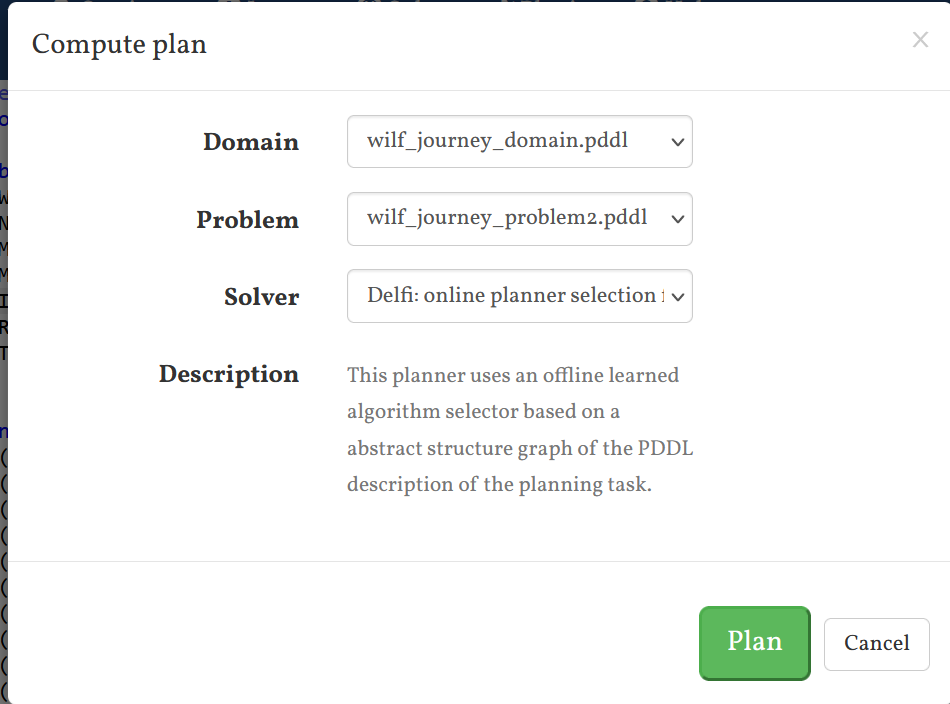 Compute plan
Domain
wilf_journey_domain.pddl
Problem
wilf_journey_problem2.pddl
Solver
Delfi: online planner selection
Description
This planner uses an offline learned
algorithm selector based on a
abstract structure graph of the PDDL
description of the planning task.
Plan
Cancel